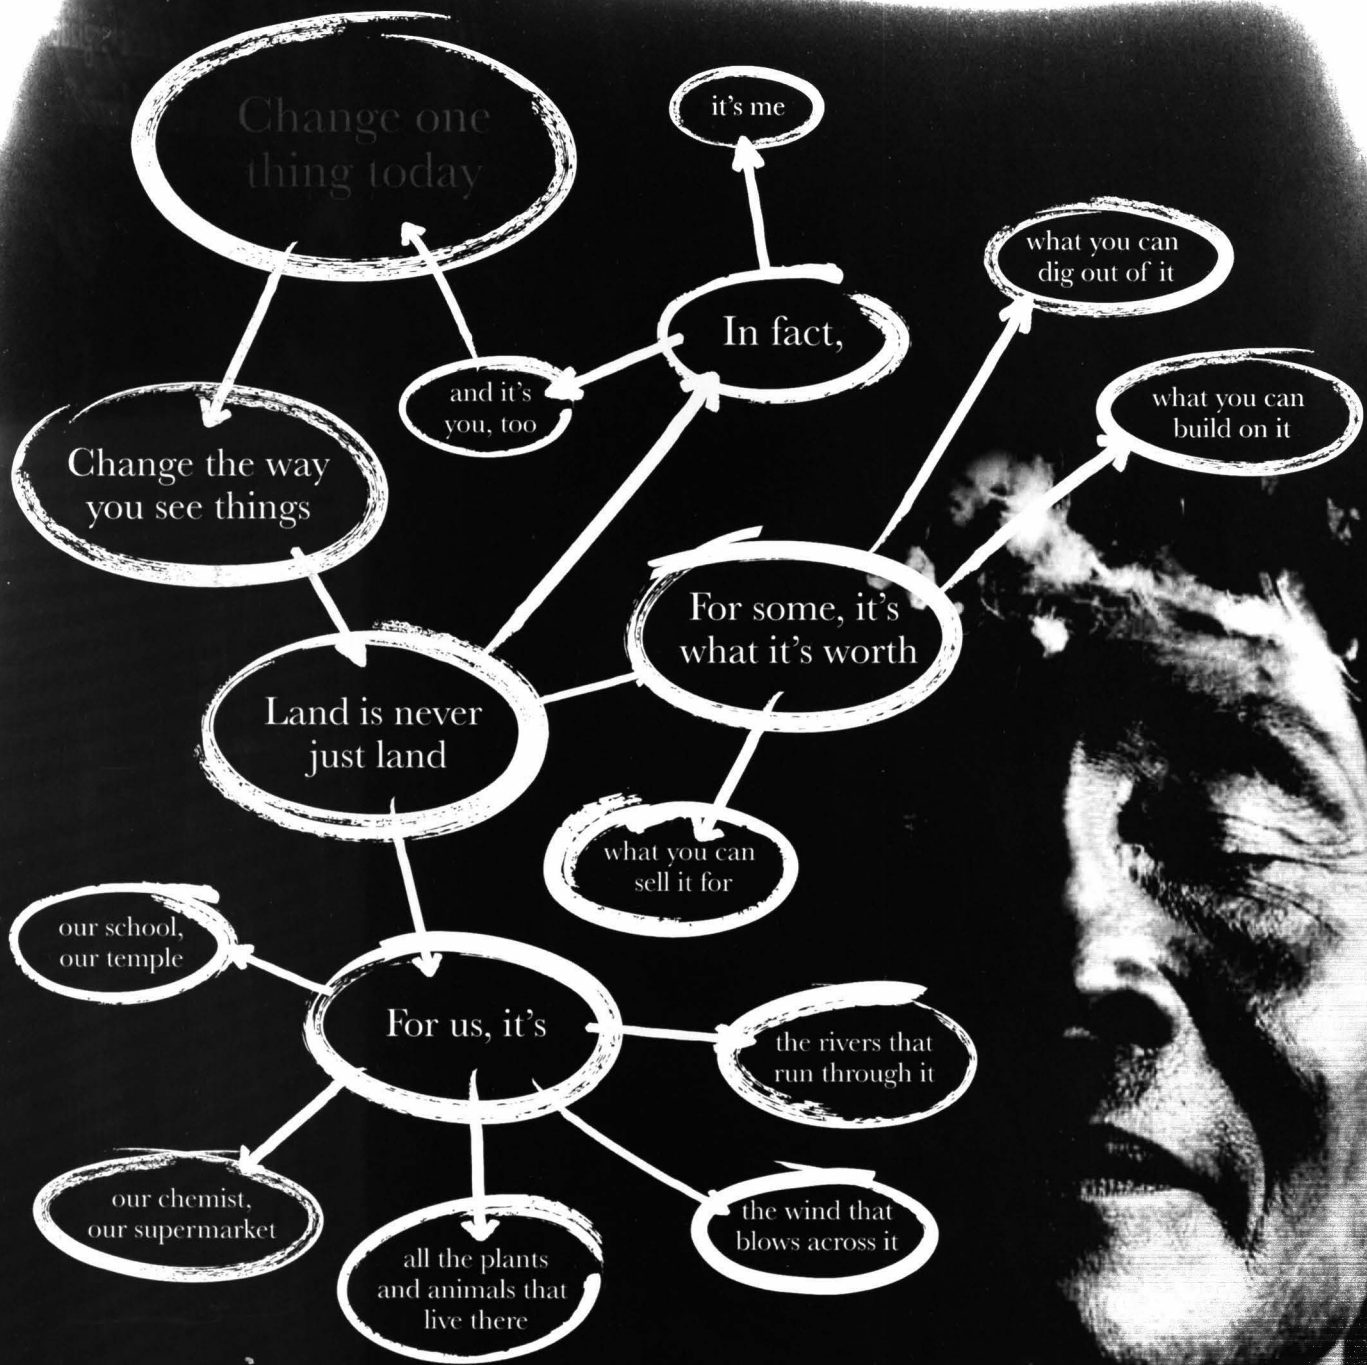 Change one
thing today
it's me
what you can
dig out of it
In fact,
and it's
you, too
what you can
build on it
Change the way
you see things
For some, it's
what it's worth
Land is never
just land
what you can
sell it for
our school,
our temple
For us, it's
the rivers that
run through it
our chemist,
our supermarket
the wind that
blows across it
all the plants
and animals that
live there